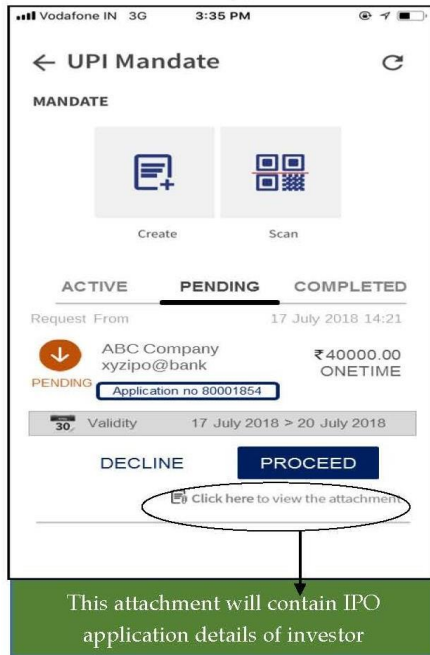 Vodafone IN 3G 3:35 PM
← UPI Mandate
MANDATE
Create Scan
ACTIVE PENDING COMPLETED
Request From 17 July 2018 14:21
ABC Company ₹40000.00
xyzipo@bank ONETIME
PENDING
Application no 80001854
30 Validity 17 July 2018 > 20 July 2018
DECLINE PROCEED
Click here to view the attachment
This attachment will contain IPO
application details of investor